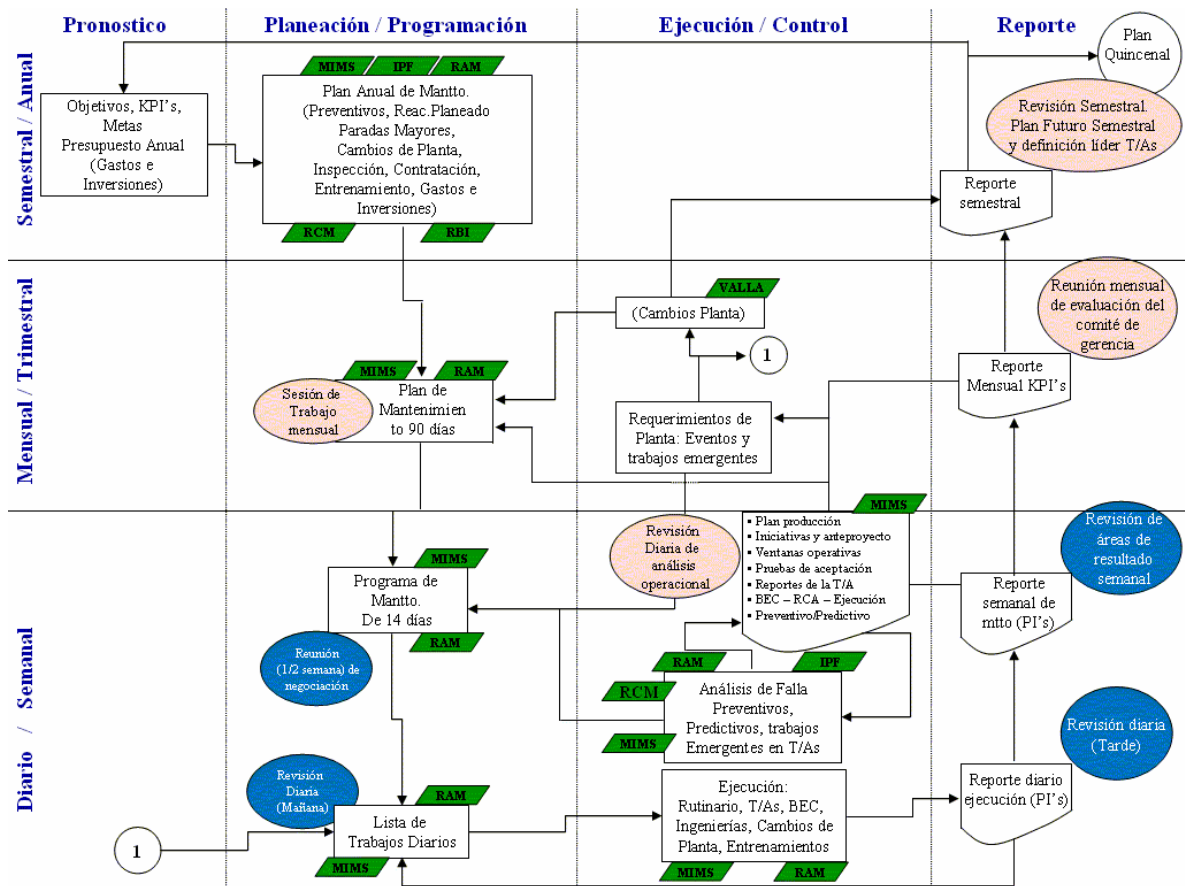 Pronostico
Planeación / Programación
Ejecución / Control
Reporte
Semestral / Anual
Objetivos, KPI's,
Metas
Presupuesto Anual
(Gastos e
Inversiones)
MIMS
IPF
RAM
Plan Anual de Mantto.
(Preventivos, Reac.Planeado
Paradas Mayores,
Cambios de Planta,
Inspección, Contratación,
Entrenamiento, Gastos e
Inversiones)
RCM
RBI
Plan
Quincenal
Revisión Semestral.
Plan Futuro Semestral
y definición líder T/As
Reporte
semestral
Mensual / Trimestral
VALLA
(Cambios Planta)
1
MIMS
RAM
Sesión de
Trabajo
mensual
Plan de
Mantenimien
to 90 días
Requerimientos de
Planta: Eventos y
trabajos emergentes
Reunión mensual
de evaluación del
comité de
gerencia
Reporte
Mensual KPI's
Diario / Semanal
MIMS
Programa de
Mantto.
De 14 días
RAM
Reunión
(1/2 semana) de
negociación
Revisión
Diaria de
análisis
operacional
MIMS
▪ Plan producción
▪ Iniciativas y anteproyecto
▪ Ventanas operativas
▪ Pruebas de aceptación
▪ Reportes de la T/A
▪ BEC – RCA – Ejecución
▪ Preventivo/Predictivo
Revisión de
áreas de
resultado
semanal
Reporte
semanal de
mtto (PI's)
RAM
IPF
RCM
MIMS
Análisis de Falla
Preventivos,
Predictivos, trabajos
Emergentes en T/As
Revisión diaria
(Tarde)
Revisión
Diaria
(Mañana)
RAM
Lista de
Trabajos Diarios
MIMS
1
Ejecución:
Rutinario, T/As, BEC,
Ingenierías, Cambios de
Planta, Entrenamientos
MIMS
RAM
Reporte diario
ejecución (PI's)